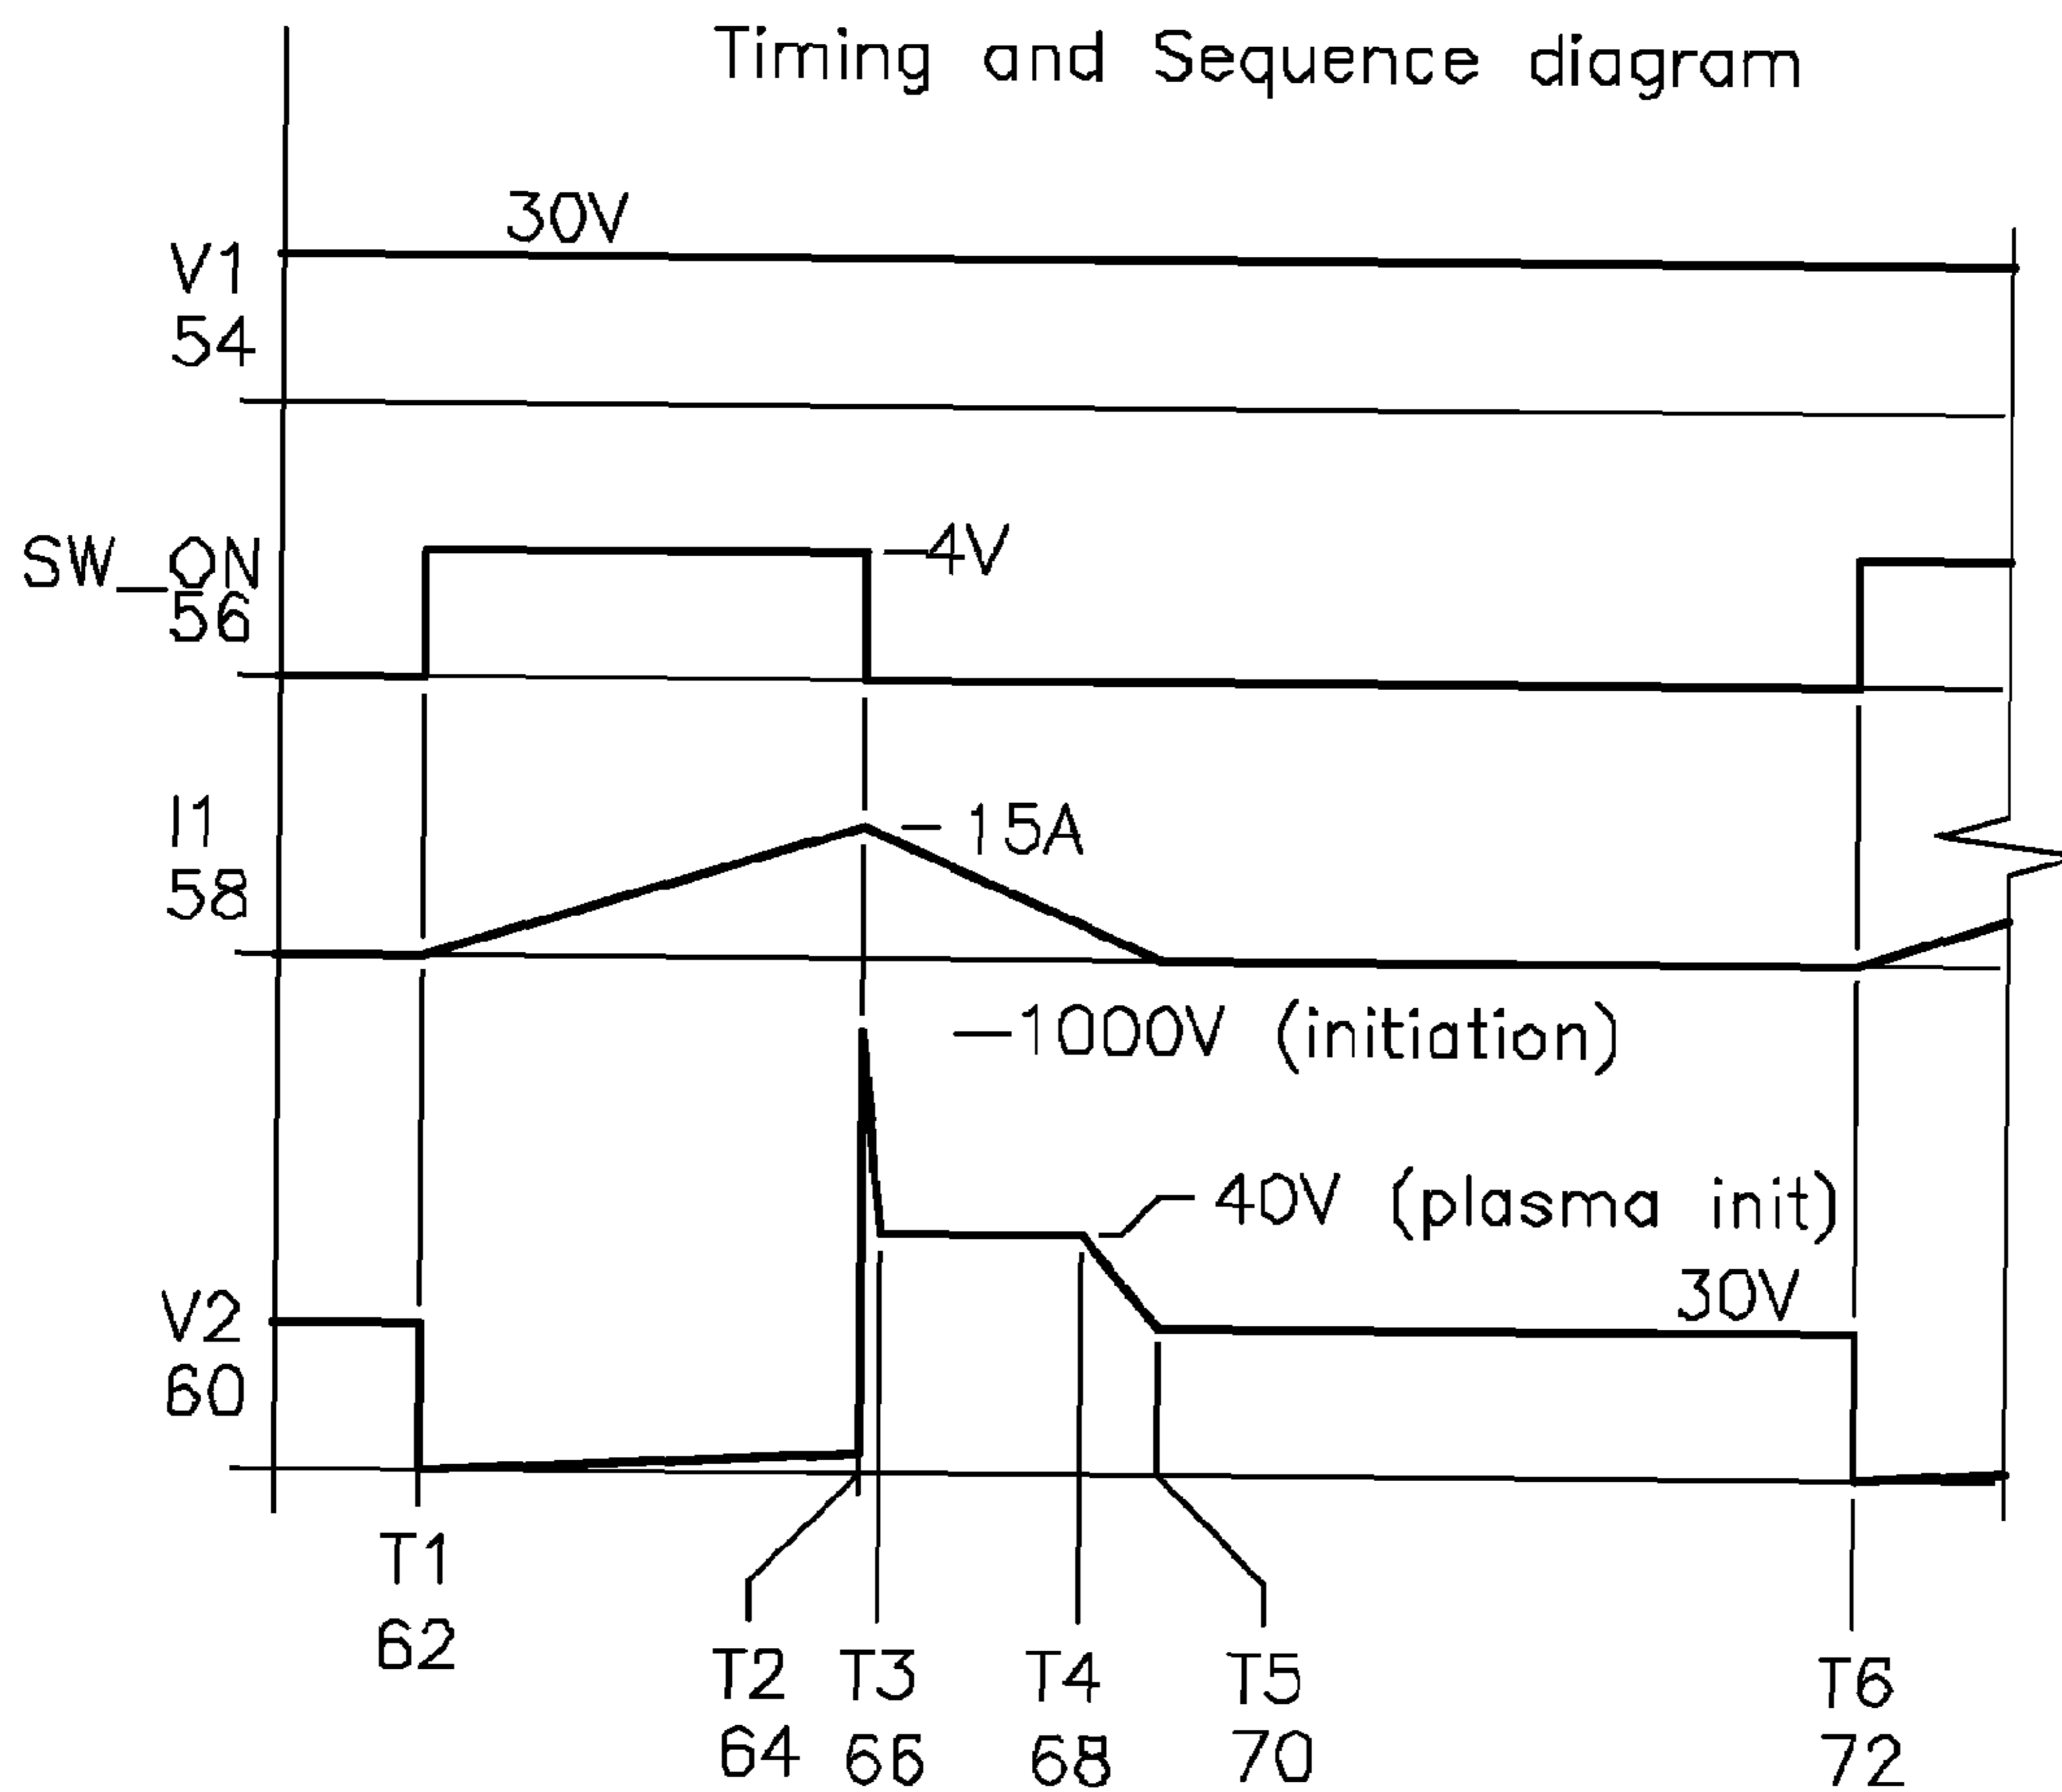 Timing and Sequence diagram
30V
V1
54
SW_ON
56
4V
I1
58
15A
1000V (initiation)
40V (plasma init)
30V
V2
60
T1
62
T2
64
T3
66
T4
68
T5
70
T6
72